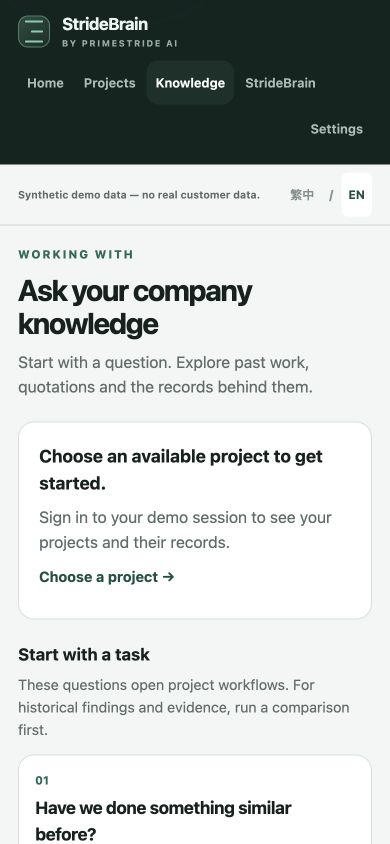 StrideBrain
BY PRIMESTRIDE AI
Home Projects Knowledge StrideBrain
Settings
Synthetic demo data — no real customer data. 繁中 / EN
WORKING WITH
Ask your company
knowledge
Start with a question. Explore past work,
quotations and the records behind them.
Choose an available project to get
started.
Sign in to your demo session to see your
projects and their records.
Choose a project →
Start with a task
These questions open project workflows. For
historical findings and evidence, run a comparison
first.
01
Have we done something similar
before?